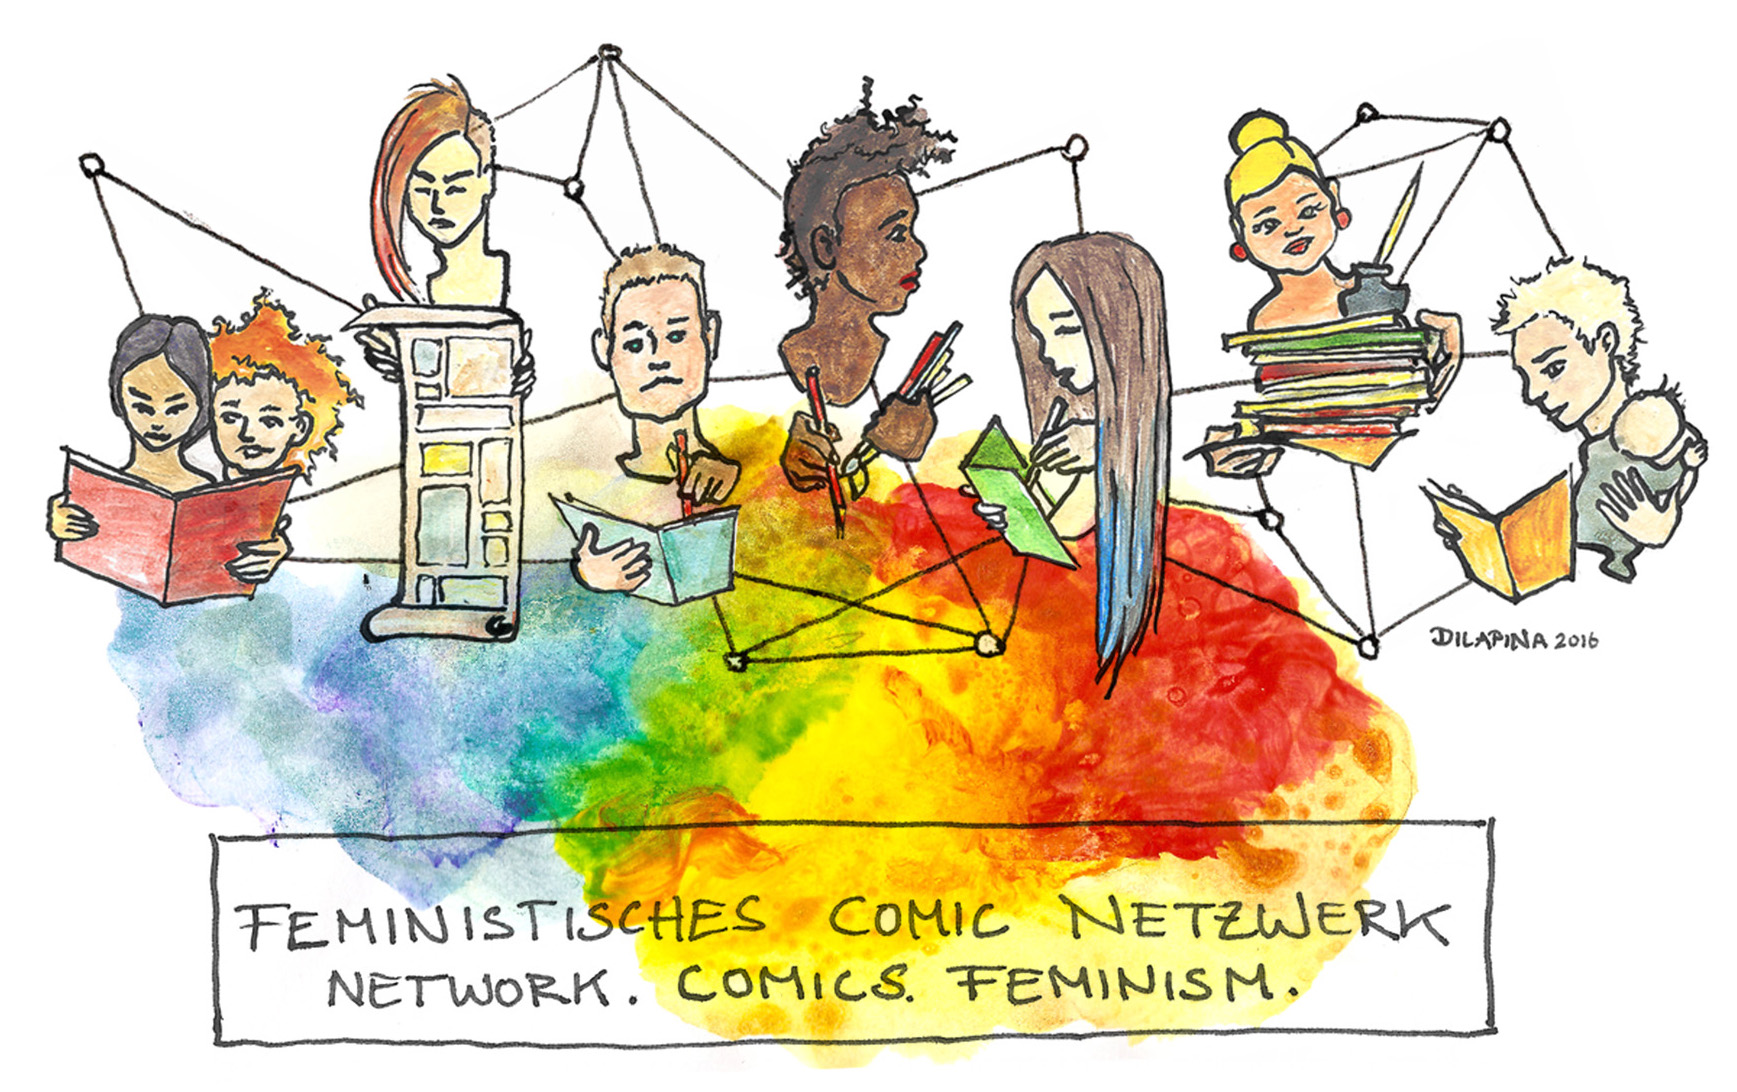 DILAPINA 2016
FEMINISTISCHES COMIC NETZWERK
NETWORK. COMICS. FEMINISM.